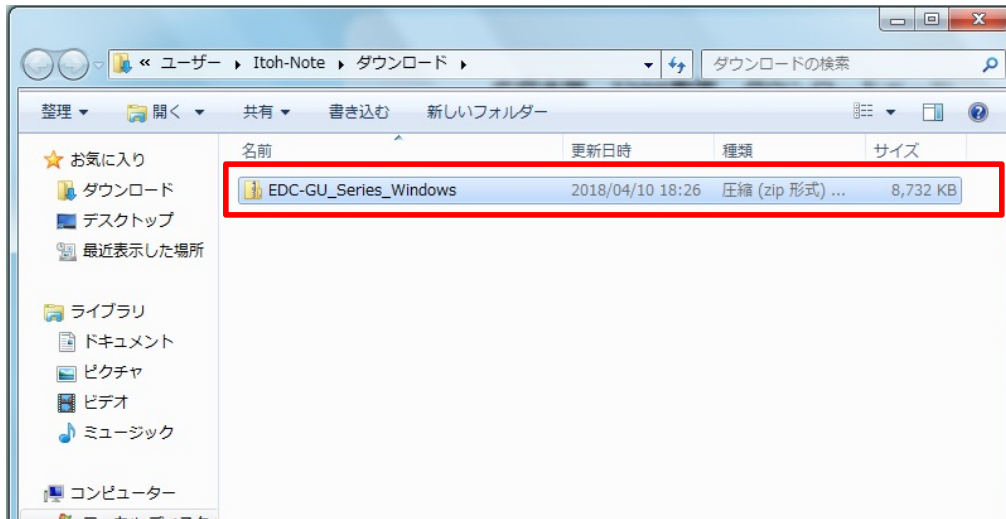 « ユーザー ▸ Itoh-Note ▸ ダウンロード ▸ ダウンロードの検索
整理 ▼ 開く ▼ 共有 ▼ 書き込む 新しいフォルダー
名前 更新日時 種類 サイズ
EDC-GU_Series_Windows 2018/04/10 18:26 圧縮 (zip 形式) ... 8,732 KB
お気に入り
ダウンロード
デスクトップ
最近表示した場所
ライブラリ
ドキュメント
ピクチャ
ビデオ
ミュージック
コンピューター